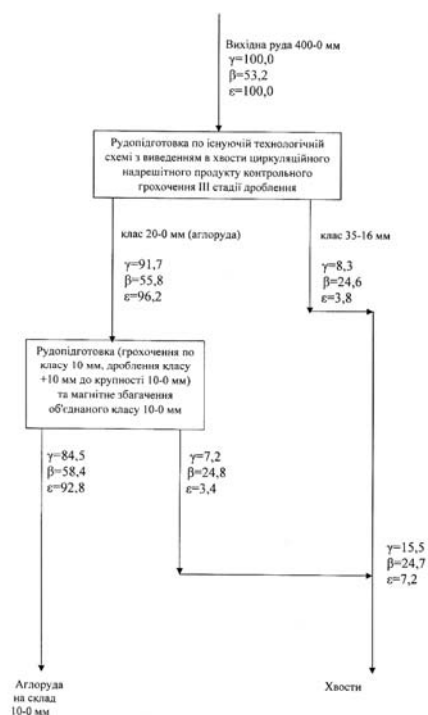 Вихідна руда 400-0 мм
γ=100,0
β=53,2
ε=100,0
Рудопідготовка по існуючій технологічній
схемі з виведенням в хвости циркуляційного
надрешітного продукту контрольного
грохочення III стадії дроблення
клас 20-0 мм (аглоруда)
γ=91,7
β=55,8
ε=96,2
клас 35-16 мм
γ=8,3
β=24,6
ε=3,8
Рудопідготовка (грохочення по
класу 10 мм, дроблення класу
+10 мм до крупності 10-0 мм)
та магнітне збагачення
об'єднаного класу 10-0 мм
γ=84,5
β=58,4
ε=92,8
γ=7,2
β=24,8
ε=3,4
γ=15,5
β=24,7
ε=7,2
Аглоруда
на склад
10-0 мм
Хвости